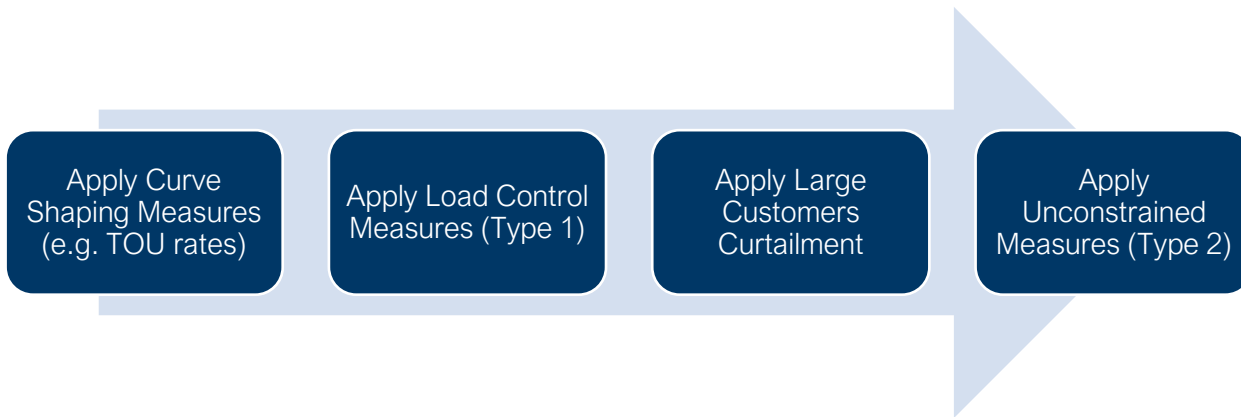 Apply Curve
Shaping Measures
(e.g. TOU rates)
Apply Load Control
Measures (Type 1)
Apply Large
Customers
Curtailment
Apply
Unconstrained
Measures (Type 2)